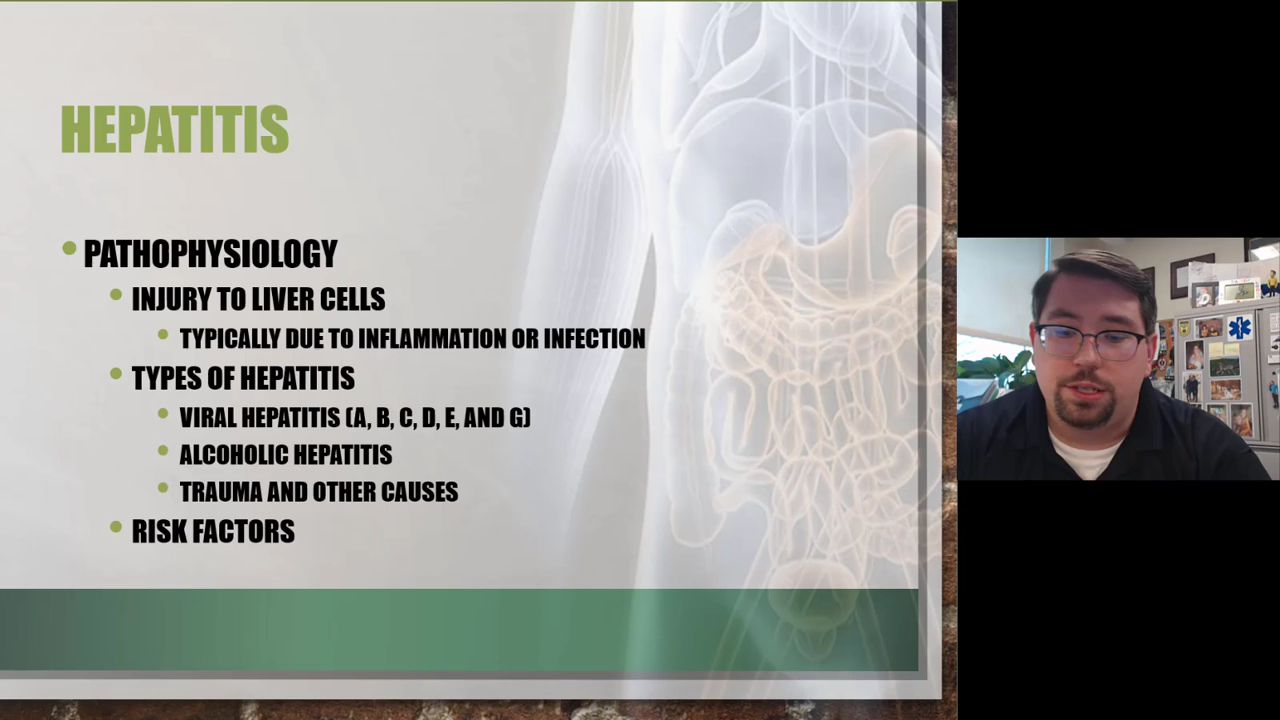 HEPATITIS
PATHOPHYSIOLOGY
INJURY TO LIVER CELLS
TYPICALLY DUE TO INFLAMMATION OR INFECTION
TYPES OF HEPATITIS
VIRAL HEPATITIS (A, B, C, D, E, AND G)
ALCOHOLIC HEPATITIS
TRAUMA AND OTHER CAUSES
RISK FACTORS